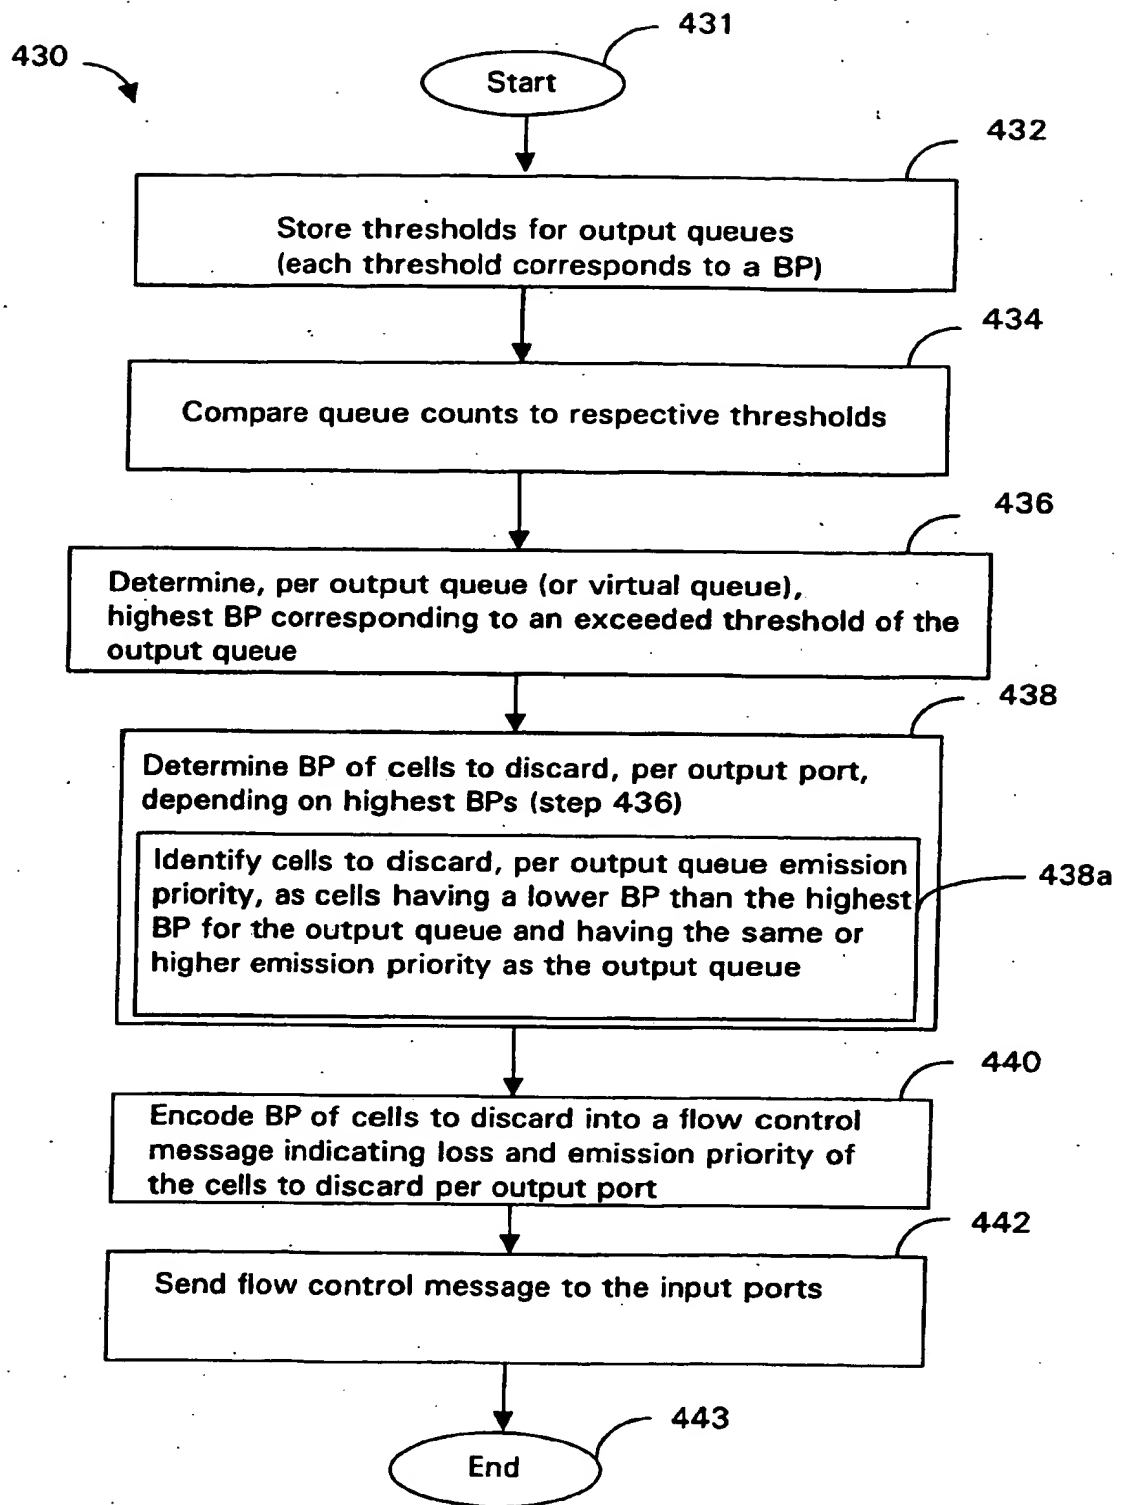 431
430
Start
432
Store thresholds for output queues
(each threshold corresponds to a BP)
434
Compare queue counts to respective thresholds
436
Determine, per output queue (or virtual queue),
highest BP corresponding to an exceeded threshold of the
output queue
438
Determine BP of cells to discard, per output port,
depending on highest BPs (step 436)
Identify cells to discard, per output queue emission
priority, as cells having a lower BP than the highest
BP for the output queue and having the same or
higher emission priority as the output queue
438a
440
Encode BP of cells to discard into a flow control
message indicating loss and emission priority of
the cells to discard per output port
442
Send flow control message to the input ports
443
End